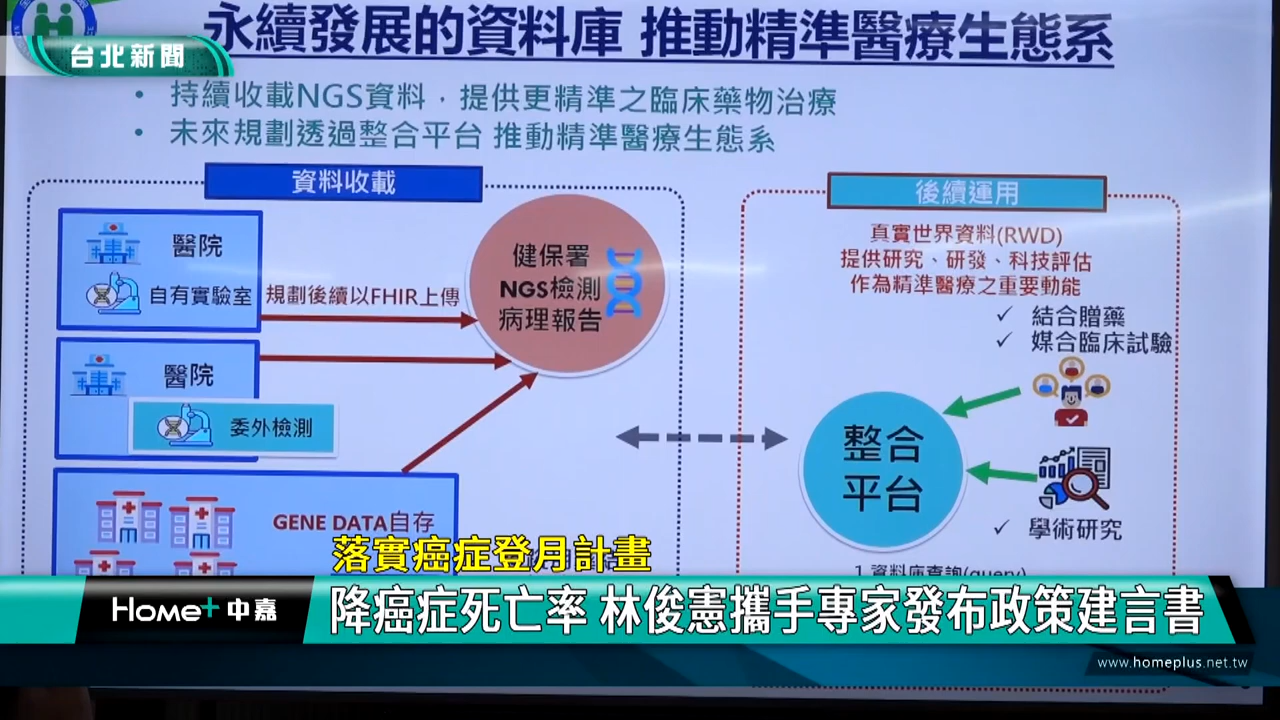 台北新聞
永續發展的資料庫 推動精準醫療生態系
• 持續收載NGS資料，提供更精準之臨床藥物治療
• 未來規劃透過整合平台 推動精準醫療生態系
資料收載
醫院
自有實驗室
規劃後續以FHIR上傳
健保署
NGS檢測
病理報告
醫院
委外檢測
GENE DATA自存
後續運用
真實世界資料(RWD)
提供研究、研發、科技評估
作為精準醫療之重要動能
✓ 結合贈藥
✓ 媒合臨床試驗
整合
平台
✓ 學術研究
1.資料庫查詢(query)
落實癌症登月計畫
Home+中嘉
降癌症死亡率 林俊憲攜手專家發布政策建言書
www.homeplus.net.tw